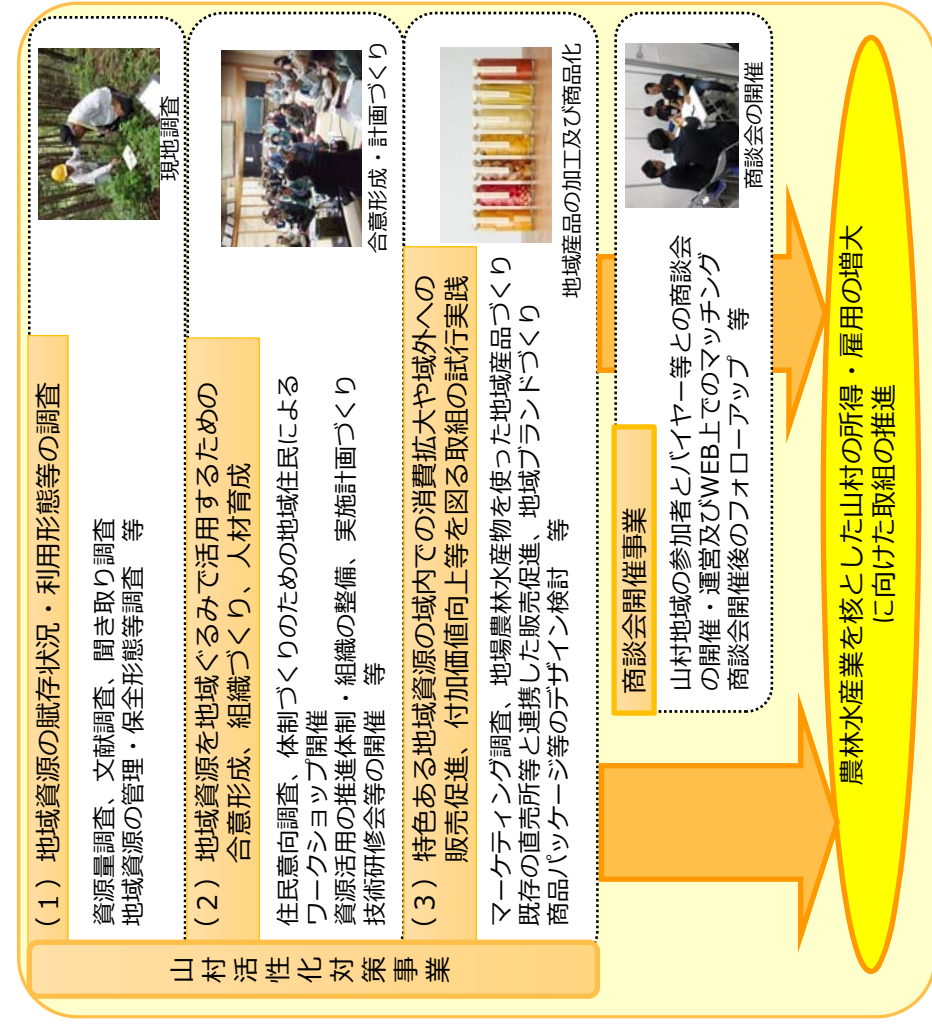 山村活性化対策事業
(1)地域資源の賦存状況・利用形態等の調査
資源量調査、文献調査、聞き取り調査
地域資源の管理・保全形態等調査 等
現地調査
(2)地域資源を地域ぐるみで活用するための
合意形成、組織づくり、人材育成
住民意向調査、体制づくりのための地域住民による
ワークショップ開催
資源活用の推進体制・組織の整備、実施計画づくり
技術研修会等の開催 等
合意形成・計画づくり
(3)特色ある地域資源の域内での消費拡大や域外への
販売促進、付加価値向上等を図る取組の試行実践
マーケティング調査、地場農林水産物を使った地域産品づくり
既存の直売所等と連携した販売促進、地域ブランドづくり
商品パッケージ等のデザイン検討 等
地域産品の加工及び商品化
商談会開催事業
山村地域の参加者とバイヤー等との商談会
の開催・運営及びWEB上でのマッチング
商談会開催後のフォローアップ 等
商談会の開催
農林水産業を核とした山村の所得・雇用の増大
に向けた取組の推進